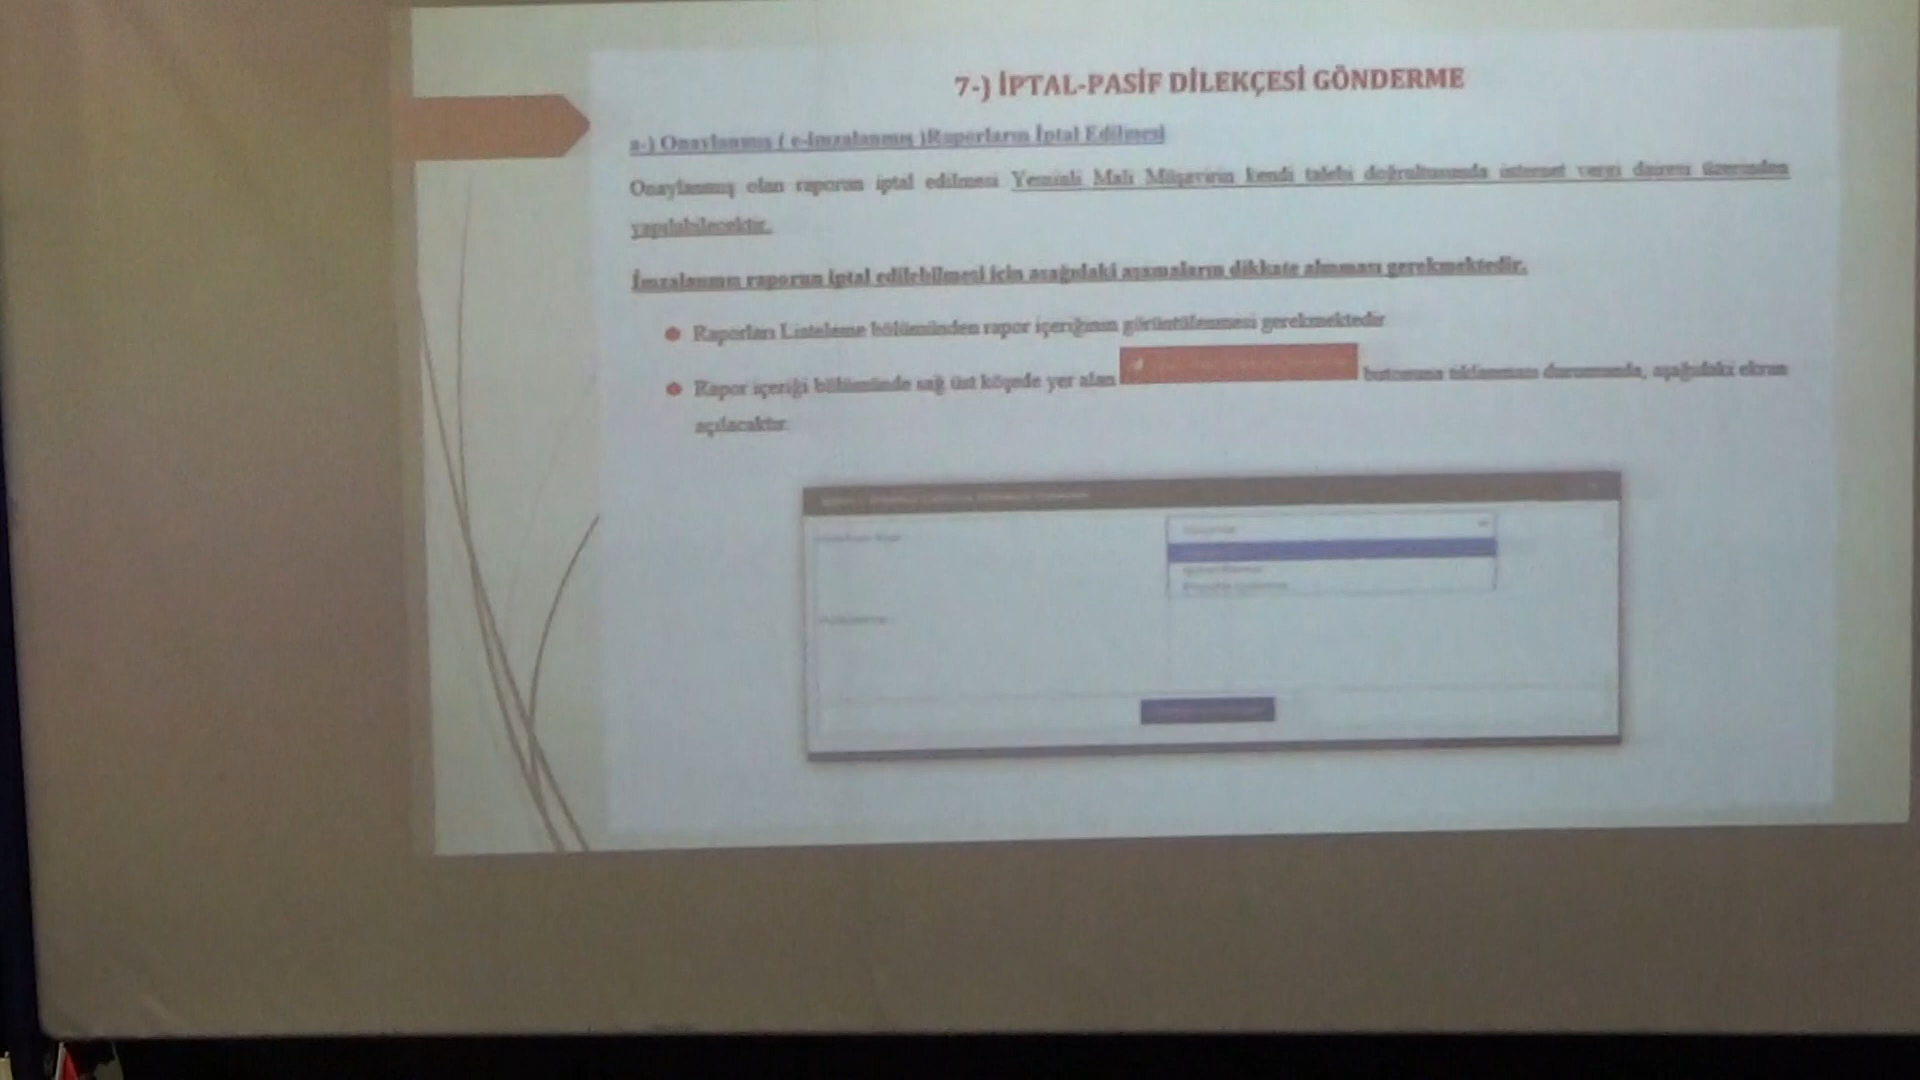 7-) İPTAL-PASİF DİLEKÇESİ GÖNDERME
a-) Onaylanmış ( e-imzalanmış )Raporların İptal Edilmesi
Onaylanmış olan raporun iptal edilmesi Yeminli Mali Müşavirin kendi talebi doğrultusunda internet vergi dairesi üzerinden
yapılabilecektir.
İmzalanmış raporun iptal edilebilmesi için aşağıdaki aşamaların dikkate alınması gerekmektedir.
Raporları Listeleme bölümünden rapor içeriğinin görüntülenmesi gerekmektedir
Rapor içeriği bölümünde sağ üst köşede yer alan butonuna tıklanması durumunda, aşağıdaki ekran
açılacaktır.